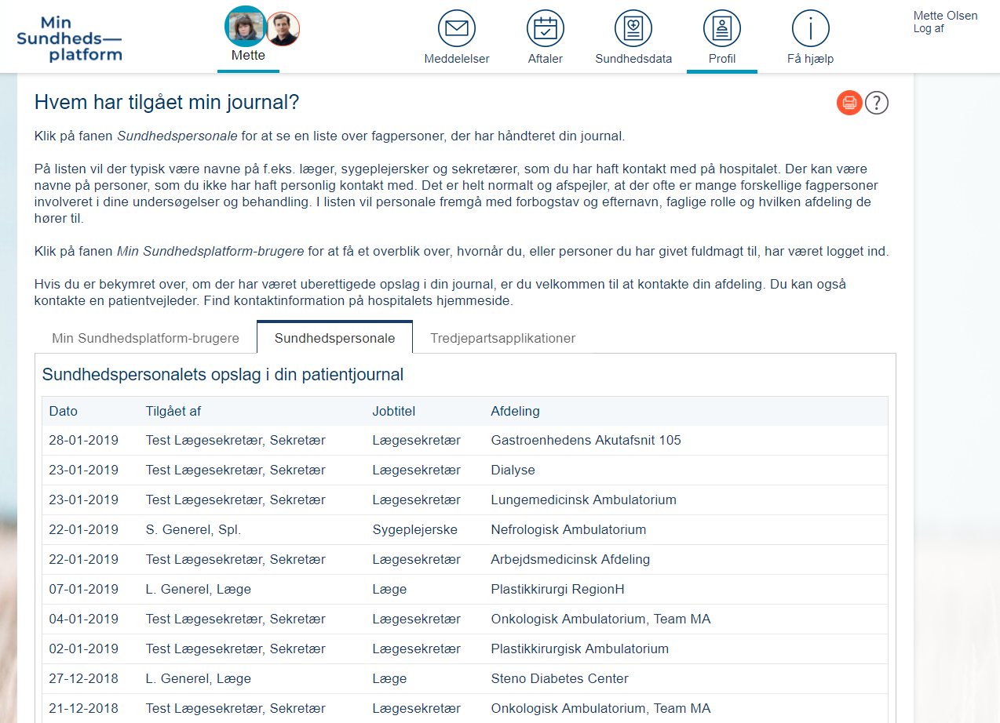 Min
Sundheds—
platform
Mette
Meddelelser
Aftaler
Sundhedsdata
Profil
Få hjælp
Mette Olsen
Log af
Hvem har tilgået min journal?
?
Klik på fanen Sundhedspersonale for at se en liste over fagpersoner, der har håndteret din journal.
På listen vil der typisk være navne på f.eks. læger, sygeplejersker og sekretærer, som du har haft kontakt med på hospitalet. Der kan være
navne på personer, som du ikke har haft personlig kontakt med. Det er helt normalt og afspejler, at der ofte er mange forskellige fagpersoner
involveret i dine undersøgelser og behandling. I listen vil personale fremgå med forbogstav og efternavn, faglige rolle og hvilken afdeling de
hører til.
Klik på fanen Min Sundhedsplatform-brugere for at få et overblik over, hvornår du, eller personer du har givet fuldmagt til, har været logget ind.
Hvis du er bekymret over, om der har været uberettigede opslag i din journal, er du velkommen til at kontakte din afdeling. Du kan også
kontakte en patientvejleder. Find kontaktinformation på hospitalets hjemmeside.
Min Sundhedsplatform-brugere Sundhedspersonale Tredjepartsapplikationer
Sundhedspersonalets opslag i din patientjournal
Dato Tilgået af Jobtitel Afdeling
28-01-2019 Test Lægesekretær, Sekretær Lægesekretær Gastroenhedens Akutafsnit 105
23-01-2019 Test Lægesekretær, Sekretær Lægesekretær Dialyse
23-01-2019 Test Lægesekretær, Sekretær Lægesekretær Lungemedicinsk Ambulatorium
22-01-2019 S. Generel, Spl. Sygeplejerske Nefrologisk Ambulatorium
22-01-2019 Test Lægesekretær, Sekretær Lægesekretær Arbejdsmedicinsk Afdeling
07-01-2019 L. Generel, Læge Læge Plastikkirurgi RegionH
04-01-2019 Test Lægesekretær, Sekretær Lægesekretær Onkologisk Ambulatorium, Team MA
02-01-2019 Test Lægesekretær, Sekretær Lægesekretær Plastikkirurgisk Ambulatorium
27-12-2018 L. Generel, Læge Læge Steno Diabetes Center
21-12-2018 Test Lægesekretær, Sekretær Lægesekretær Onkologisk Ambulatorium, Team MA